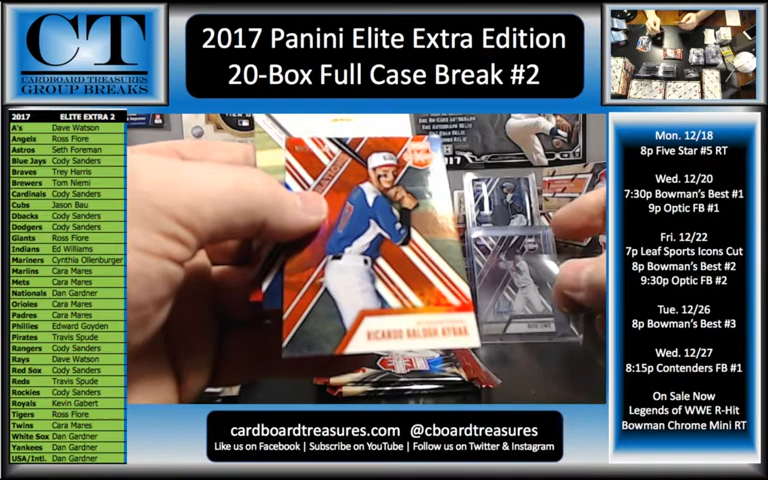 CT
CARDBOARD TREASURES
GROUP BREAKS
2017 Panini Elite Extra Edition
20-Box Full Case Break #2
2017 ELITE EXTRA 2
A's Dave Watson
Angels Ross Flore
Astros Seth Foreman
Blue Jays Cody Sanders
Braves Trey Harris
Brewers Tom Niemi
Cardinals Cody Sanders
Cubs Jason Bau
Dbacks Cody Sanders
Dodgers Cody Sanders
Giants Ross Flore
Indians Ed Williams
Mariners Cynthia Ollenburger
Marlins Cara Mares
Mets Cara Mares
Nationals Dan Gardner
Orioles Cara Mares
Padres Cara Mares
Phillies Edward Goyden
Pirates Travis Spude
Rangers Cody Sanders
Rays Dave Watson
Red Sox Cody Sanders
Reds Travis Spude
Rockies Cody Sanders
Royals Kevin Gabert
Tigers Ross Flore
Twins Cara Mares
White Sox Dan Gardner
Yankees Dan Gardner
USA/Intl. Dan Gardner
RICARDO BALOGH AYBAR
Mon. 12/18
8p Five Star #5 RT
Wed. 12/20
7:30p Bowman's Best #1
9p Optic FB #1
Fri. 12/22
7p Leaf Sports Icons Cut
8p Bowman's Best #2
9:30p Optic FB #2
Tue. 12/26
8p Bowman's Best #3
Wed. 12/27
8:15p Contenders FB #1
On Sale Now
Legends of WWE R-Hit
Bowman Chrome Mini RT
cardboardtreasures.com @cboardtreasures
Like us on Facebook | Subscribe on YouTube | Follow us on Twitter & Instagram